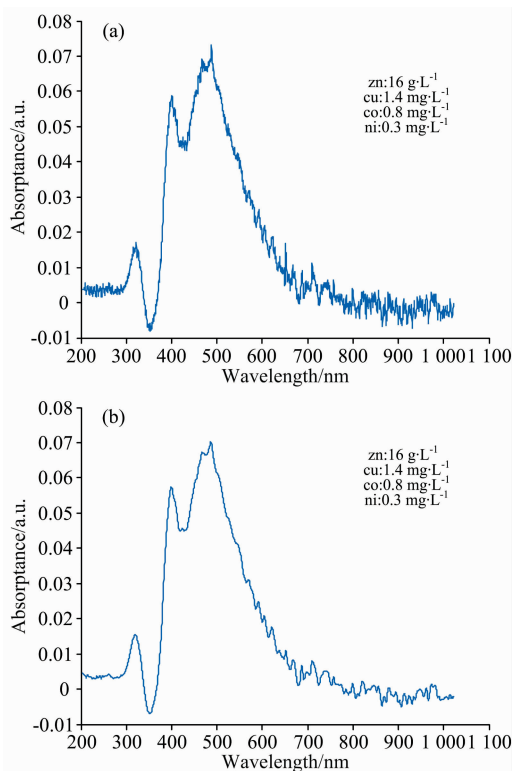 (a)
0.08
0.07
0.06
0.05
0.04
0.03
0.02
0.01
0
-0.01
Absorptance/a.u.
zn:16 g·L⁻¹
cu:1.4 mg·L⁻¹
co:0.8 mg·L⁻¹
ni:0.3 mg·L⁻¹
200 300 400 500 600 700 800 900 1 000 1 100
Wavelength/nm
(b)
0.08
0.07
0.06
0.05
0.04
0.03
0.02
0.01
0
-0.01
Absorptance/a.u.
zn:16 g·L⁻¹
cu:1.4 mg·L⁻¹
co:0.8 mg·L⁻¹
ni:0.3 mg·L⁻¹
200 300 400 500 600 700 800 900 1 000 1 100
Wavelength/nm